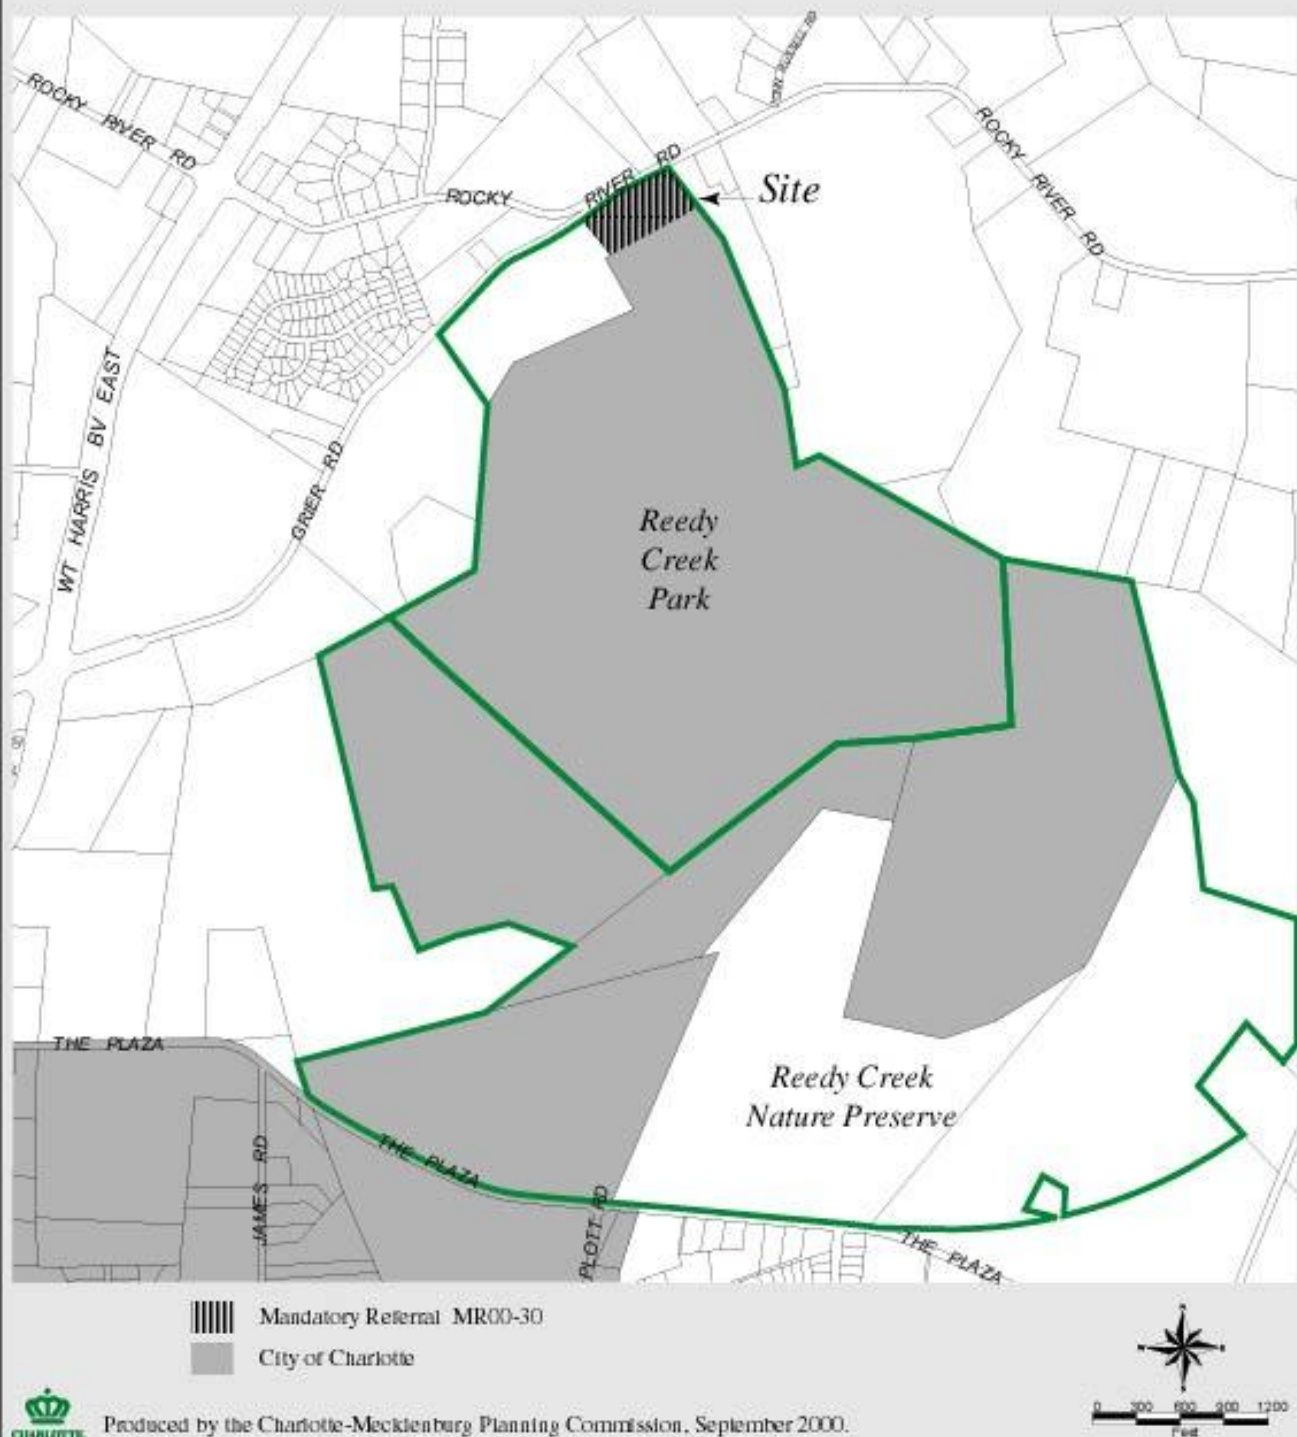 ROCKY RIVER RD
ROCKY RIVER RD
Site
ROCKY RIVER RD
WT HARRIS BV EAST
GRIER RD
Reedy
Creek
Park
THE PLAZA
Reedy Creek
Nature Preserve
JAMES RD
THE PLAZA
PLOTT RD
THE PLAZA
Mandatory Referral MR00-30
City of Charlotte
0 300 600 900 1200
Feet
CHARLOTTE
Produced by the Charlotte-Mecklenburg Planning Commission, September 2000.